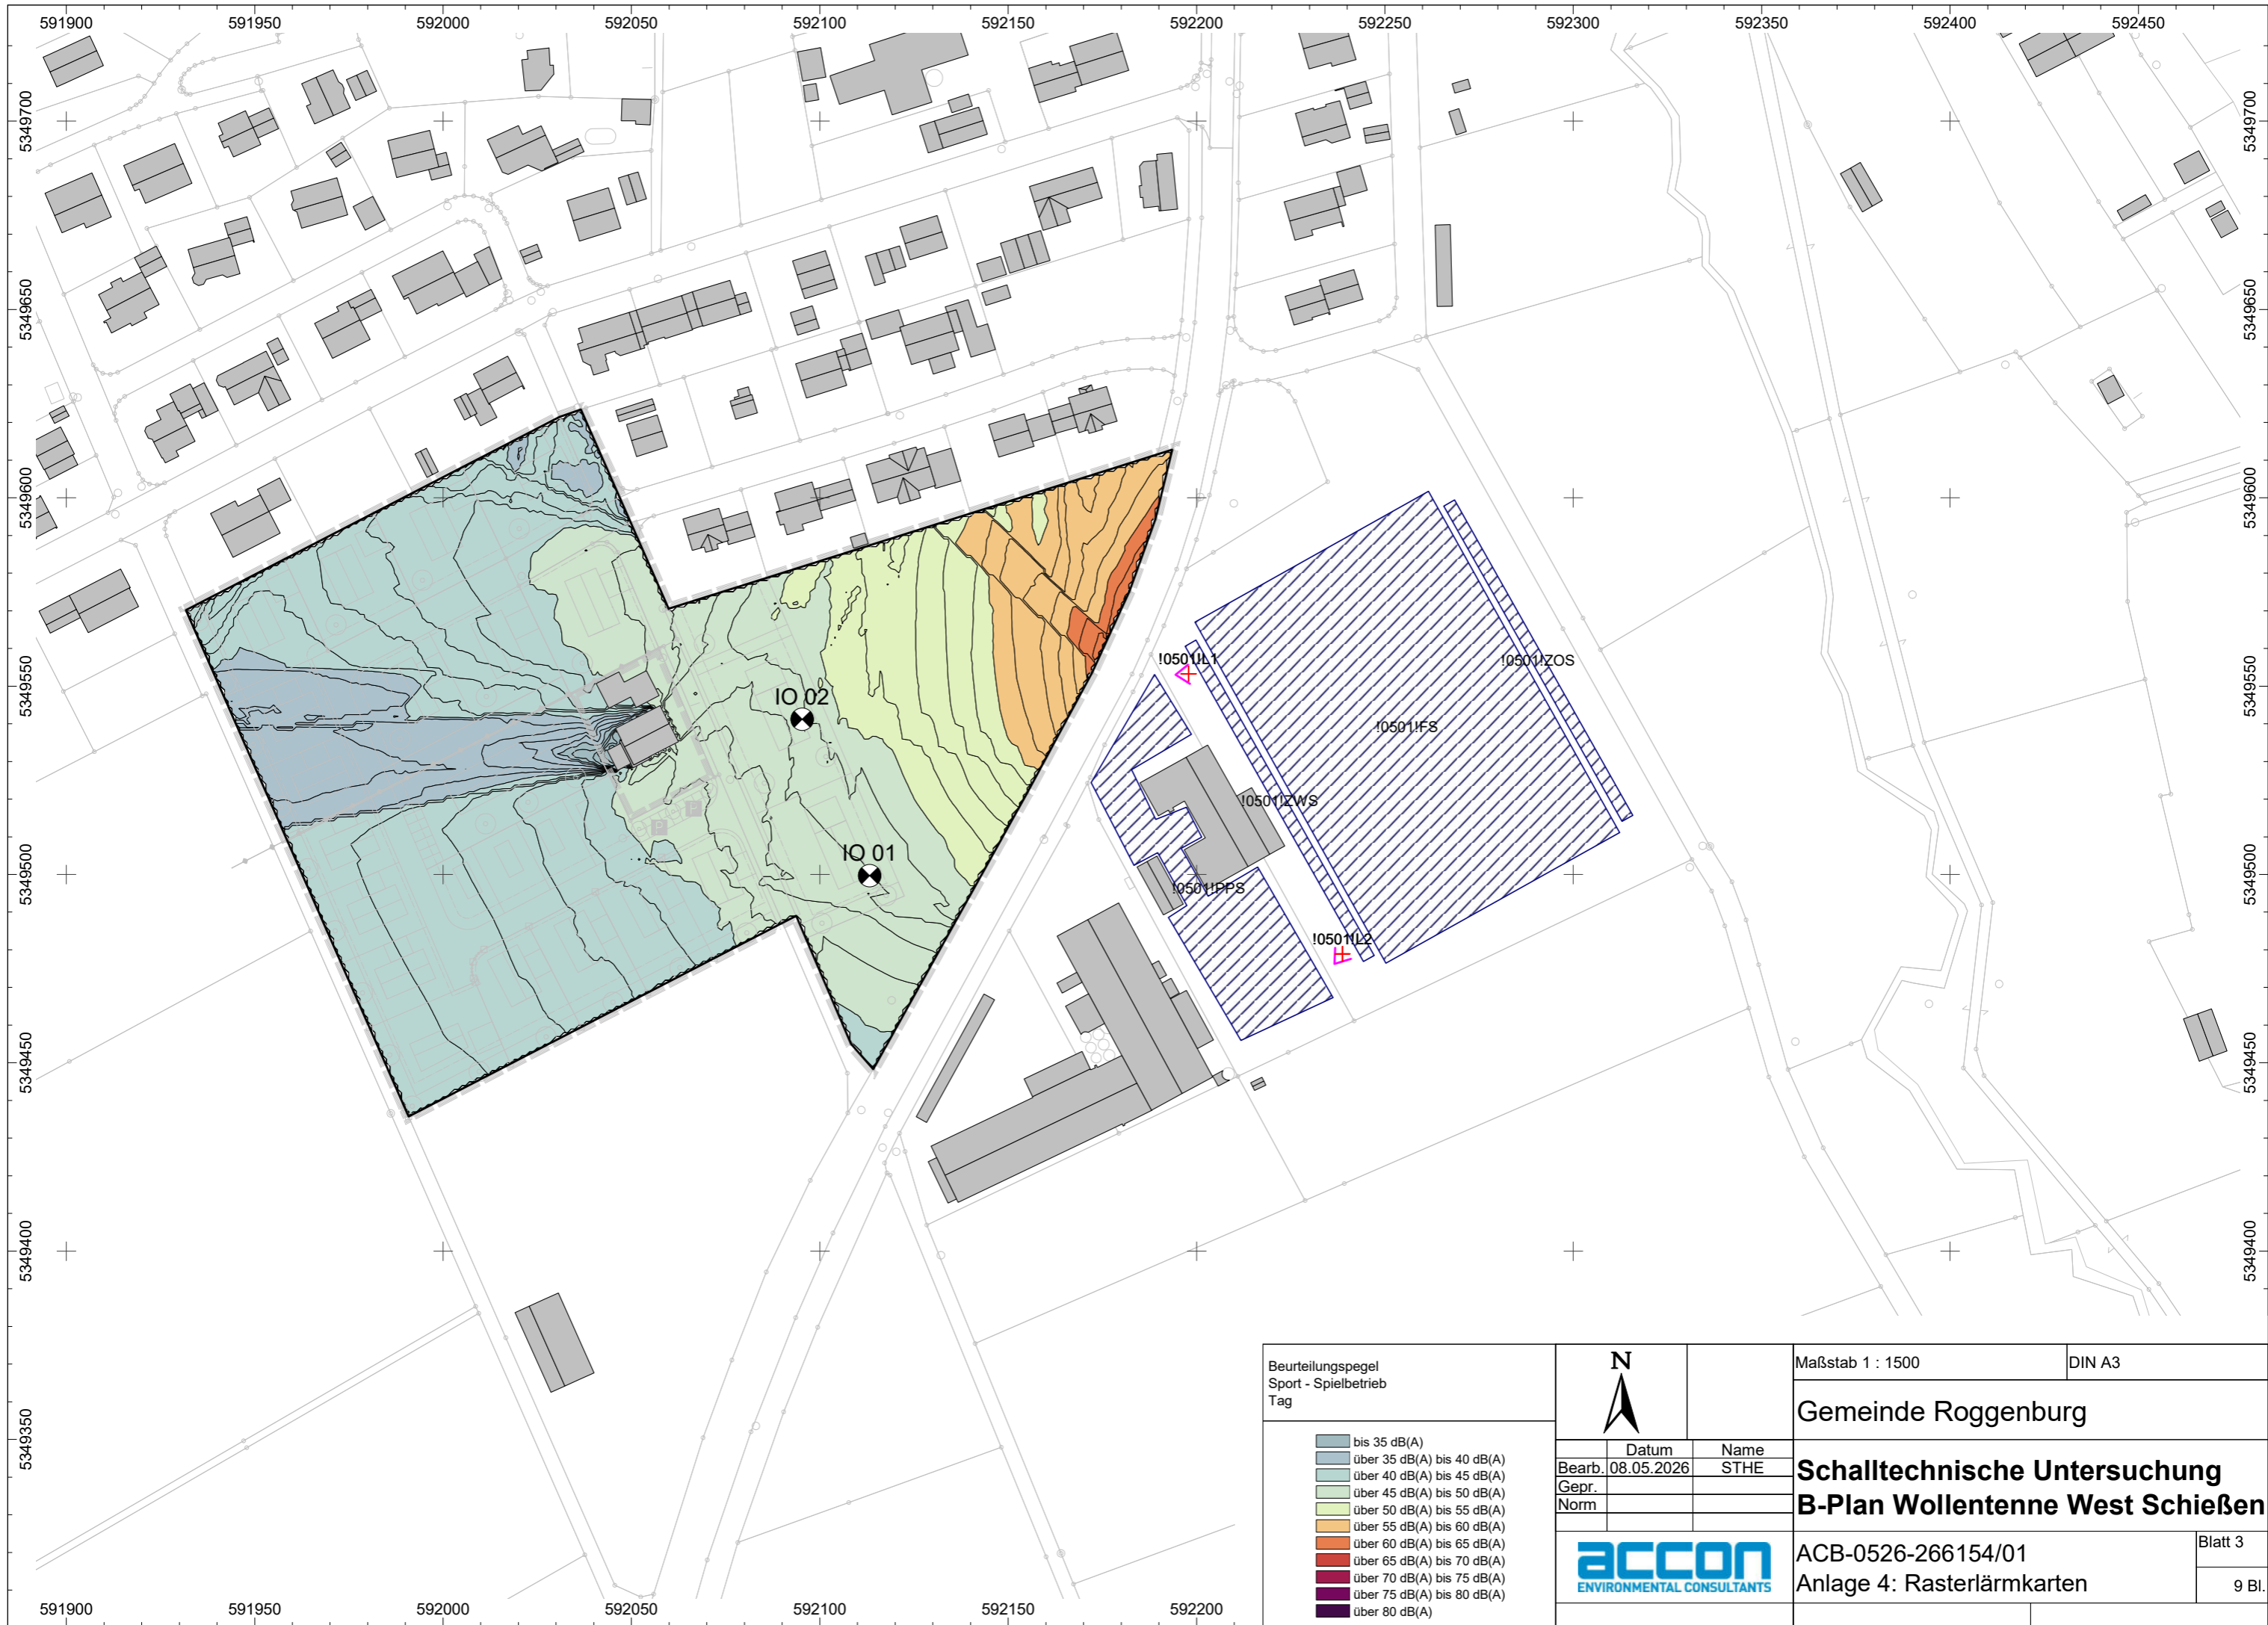 591900 591950 592000 592050 592100 592150 592200 592250 592300 592350 592400 592450
5349700 5349700
5349650 5349650
5349600 5349600
5349550 5349550
5349500 5349500
5349450 5349450
5349400 5349400
5349350
!0501!L1
!0501!ZOS
IO 02
!0501!FS
!0501!ZWS
P
P
IO 01
!0501!PPS
!0501!L2
591900 591950 592000 592050 592100 592150 592200
Beurteilungspegel
Sport - Spielbetrieb
Tag
bis 35 dB(A)
über 35 dB(A) bis 40 dB(A)
über 40 dB(A) bis 45 dB(A)
über 45 dB(A) bis 50 dB(A)
über 50 dB(A) bis 55 dB(A)
über 55 dB(A) bis 60 dB(A)
über 60 dB(A) bis 65 dB(A)
über 65 dB(A) bis 70 dB(A)
über 70 dB(A) bis 75 dB(A)
über 75 dB(A) bis 80 dB(A)
über 80 dB(A)
N
Datum Name
Bearb. 08.05.2026 STHE
Gepr.
Norm
accon
ENVIRONMENTAL CONSULTANTS
Maßstab 1 : 1500 DIN A3
Gemeinde Roggenburg
Schalltechnische Untersuchung
B-Plan Wollentenne West Schießen
ACB-0526-266154/01
Anlage 4: Rasterlärmkarten
Blatt 3
9 Bl.